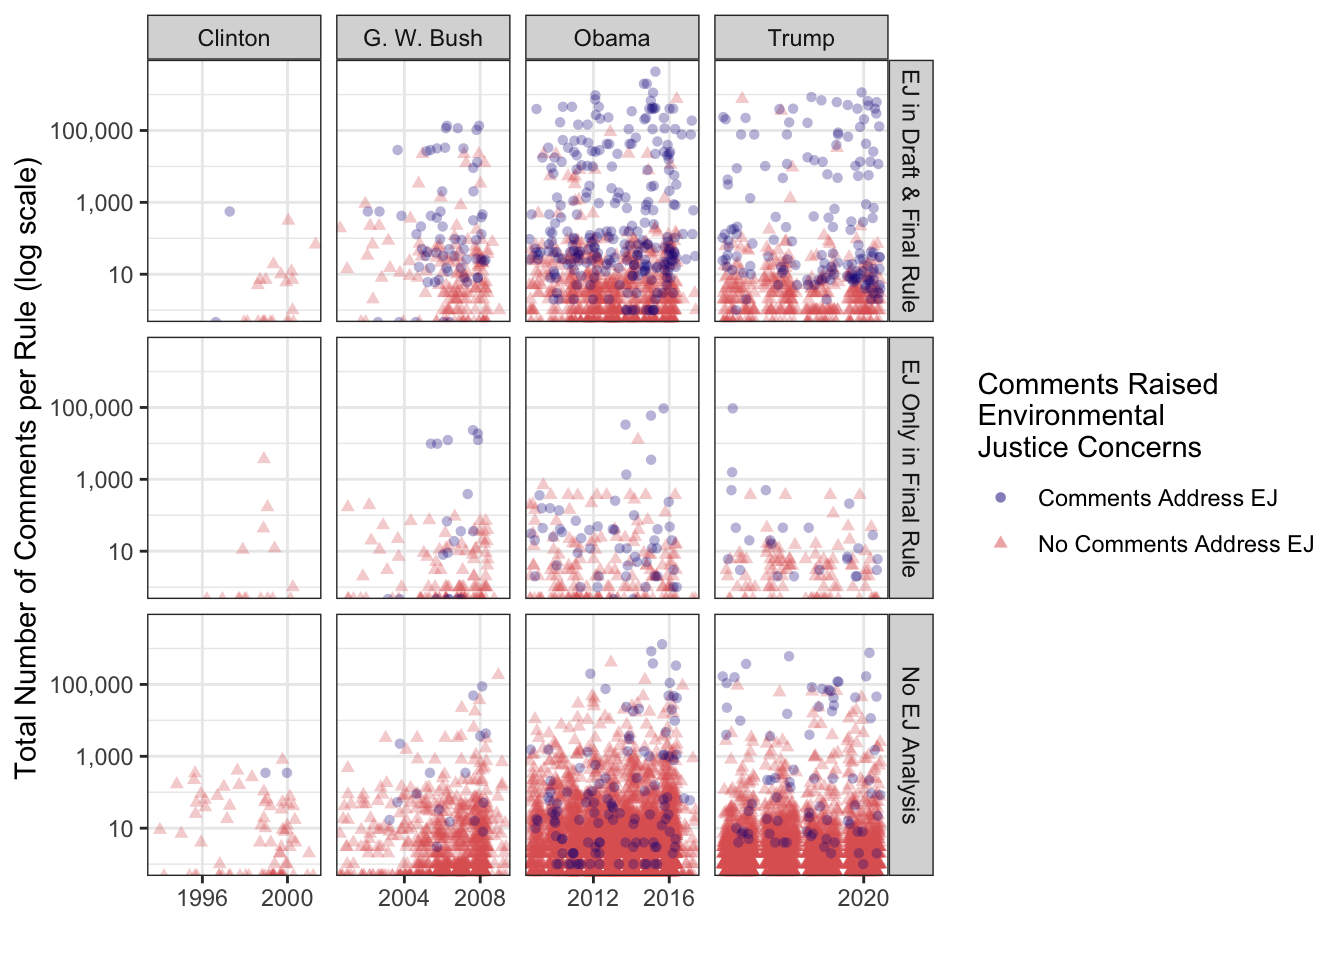 Clinton
G. W. Bush
Obama
Trump
Total Number of Comments per Rule (log scale)
100,000
1,000
10
EJ in Draft & Final Rule
100,000
1,000
10
EJ Only in Final Rule
100,000
1,000
10
No EJ Analysis
1996
2000
2004
2008
2012
2016
2020
Comments Raised
Environmental
Justice Concerns
Comments Address EJ
No Comments Address EJ